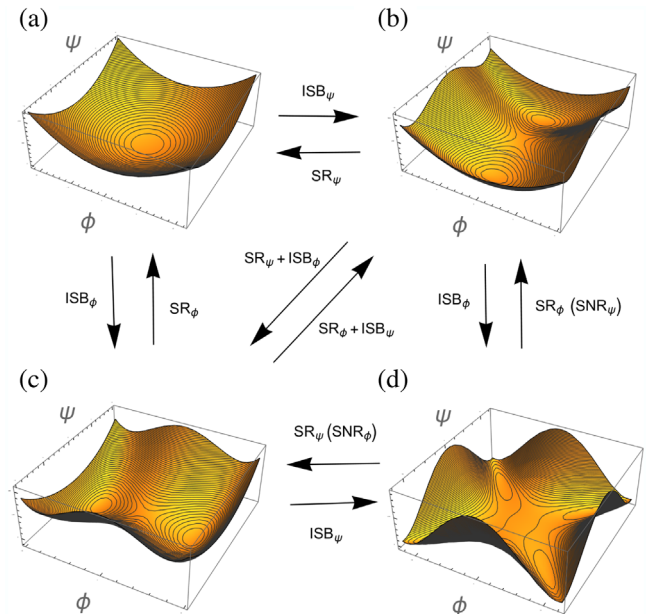 (a)
(b)
ψ
ψ
ISBψ
SRψ
ϕ
ϕ
SRψ + ISBϕ
ISBϕ
SRϕ
ISBϕ
SRϕ (SNRψ)
SRϕ + ISBψ
(c)
(d)
ψ
ψ
SRψ (SNRϕ)
ISBψ
ϕ
ϕ